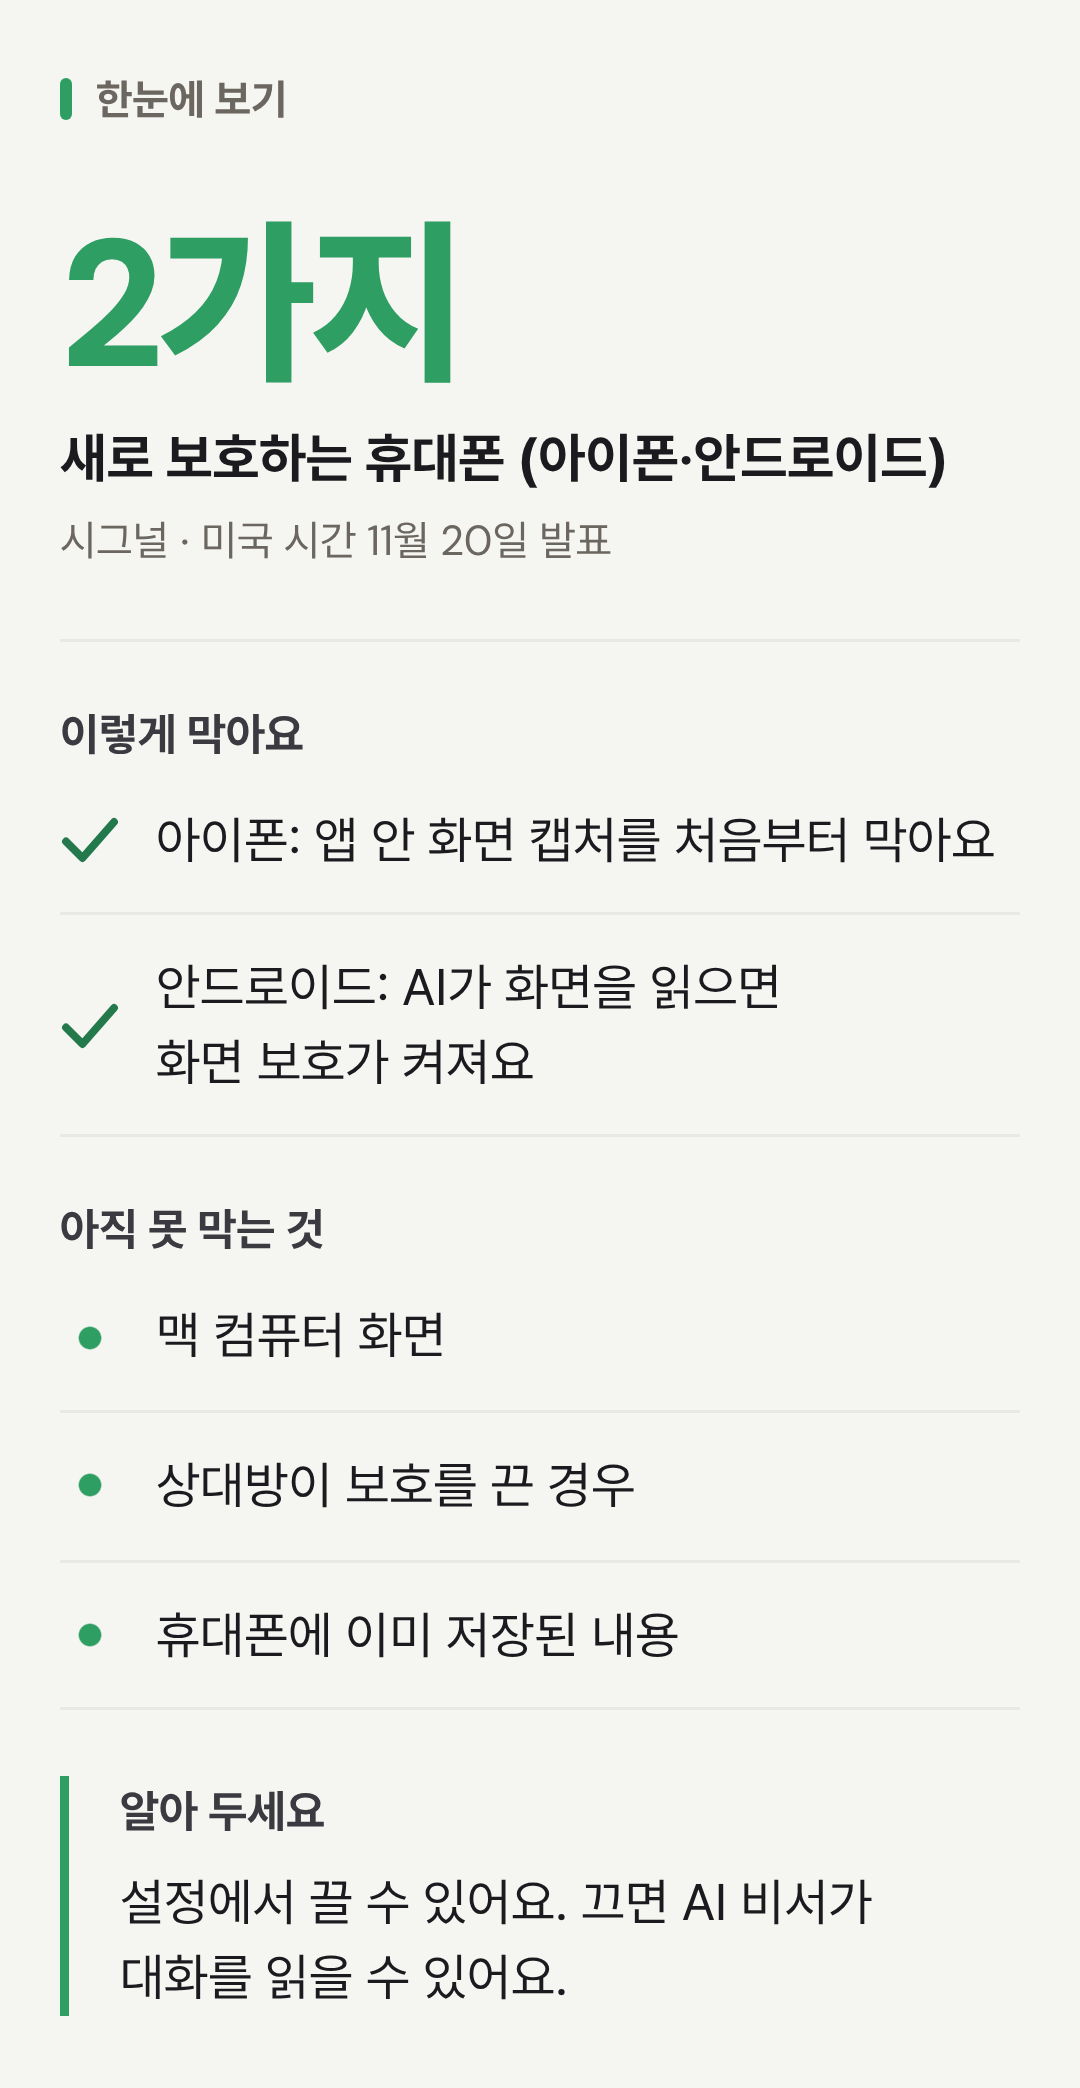 한눈에 보기
2가지
새로 보호하는 휴대폰 (아이폰·안드로이드)
시그널 · 미국 시간 11월 20일 발표
이렇게 막아요
아이폰: 앱 안 화면 캡처를 처음부터 막아요
안드로이드: AI가 화면을 읽으면
화면 보호가 켜져요
아직 못 막는 것
맥 컴퓨터 화면
상대방이 보호를 끈 경우
휴대폰에 이미 저장된 내용
알아 두세요
설정에서 끌 수 있어요. 끄면 AI 비서가
대화를 읽을 수 있어요.